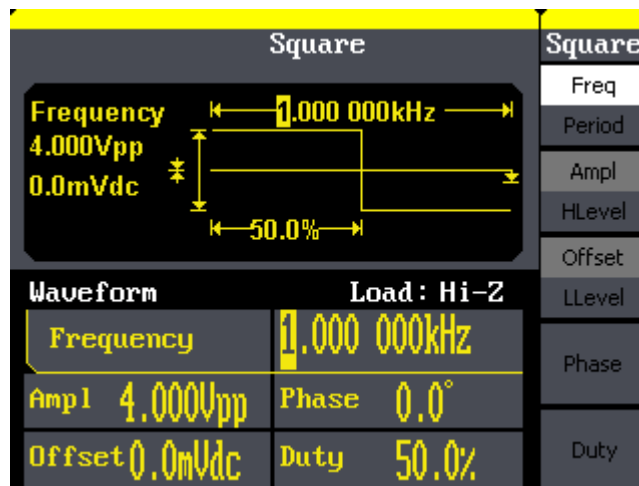 Square
Square
Frequency
1.000 000kHz
4.000Vpp
0.0mVdc
50.0%
Freq
Period
Ampl
HLevel
Offset
LLevel
Phase
Duty
Waveform
Load: Hi-Z
Frequency
1.000 000kHz
Ampl 4.000Vpp
Phase 0.0°
Offset 0.0mVdc
Duty 50.0%